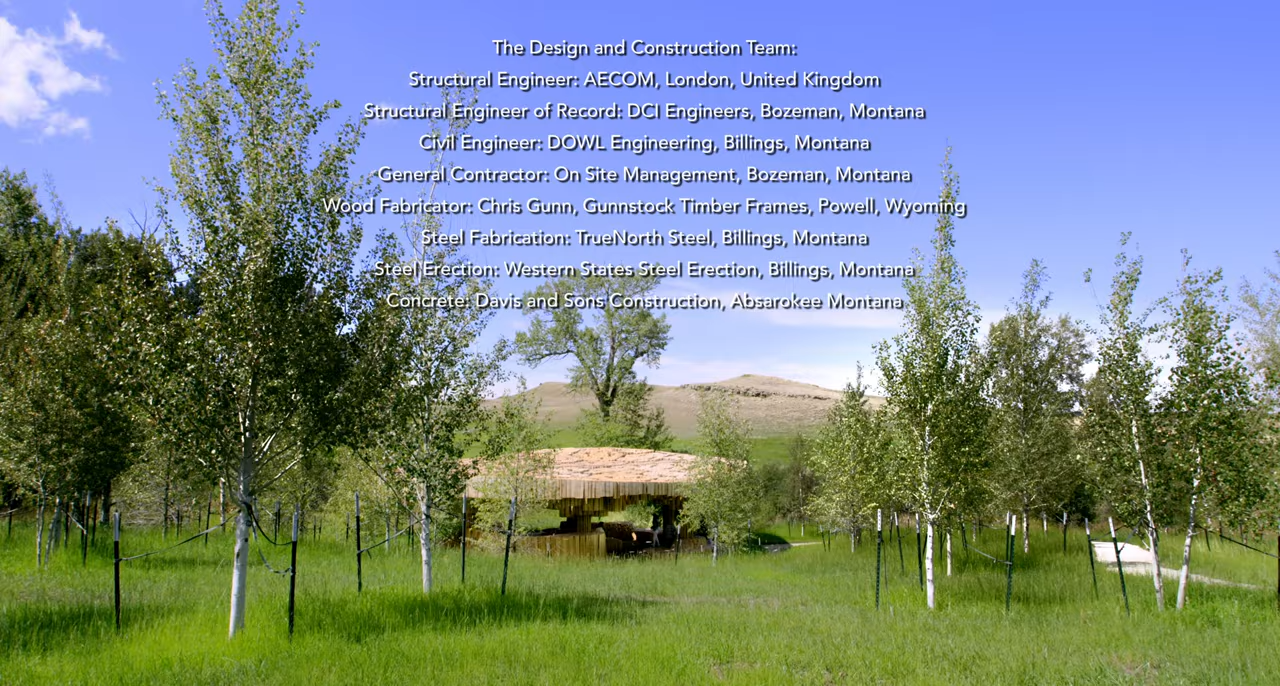 The Design and Construction Team:
Structural Engineer: AECOM, London, United Kingdom
Structural Engineer of Record: DCI Engineers, Bozeman, Montana
Civil Engineer: DOWL Engineering, Billings, Montana
General Contractor: On Site Management, Bozeman, Montana
Wood Fabricator: Chris Gunn, Gunnstock Timber Frames, Powell, Wyoming
Steel Fabrication: TrueNorth Steel, Billings, Montana
Steel Erection: Western States Steel Erection, Billings, Montana
Concrete: Davis and Sons Construction, Absarokee Montana